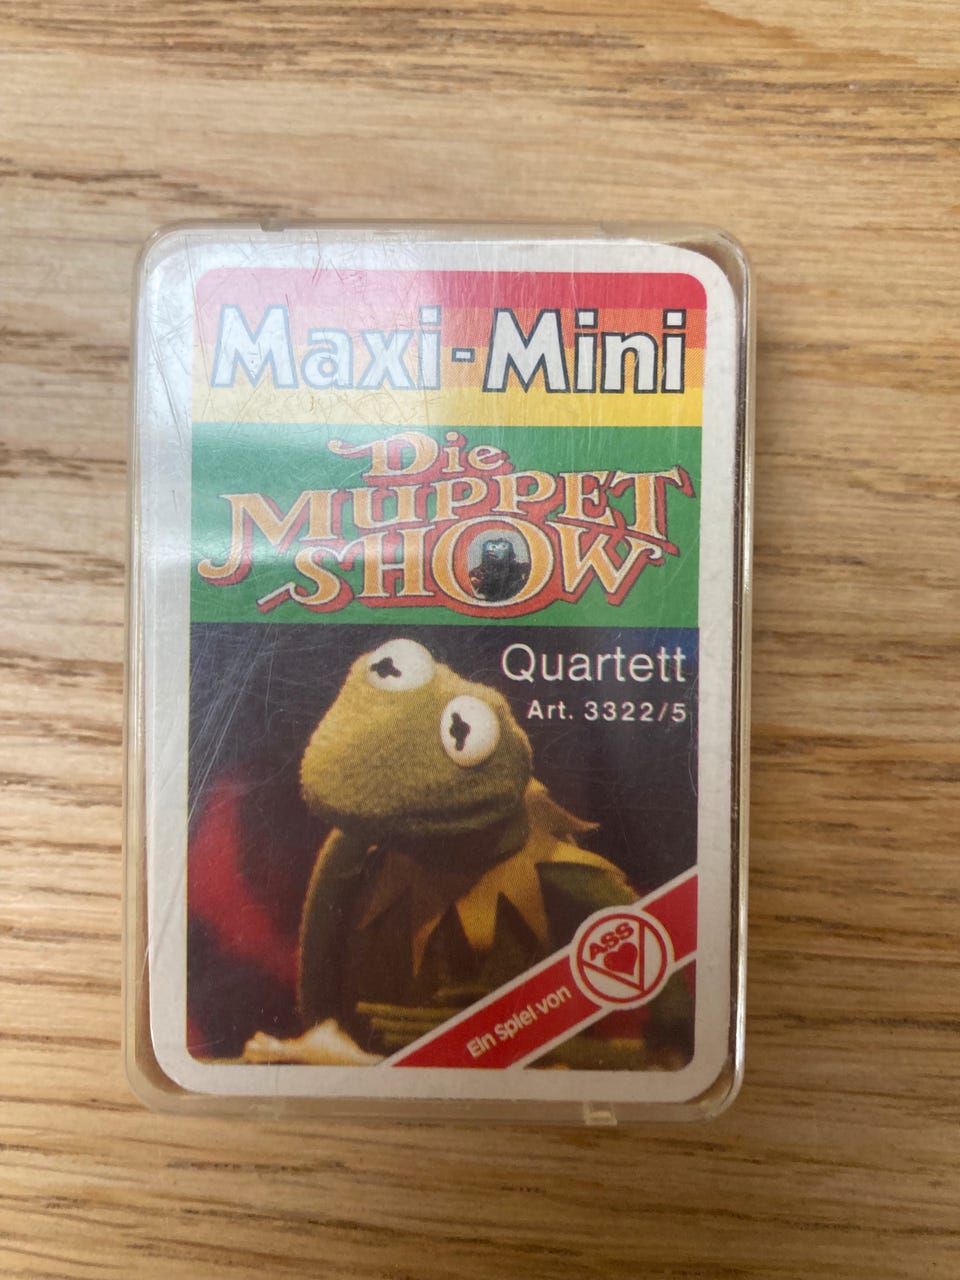 Maxi-Mini
Die
MUPPET
SHOW
Quartett
Art. 3322/5
Ein Spiel von
ASS